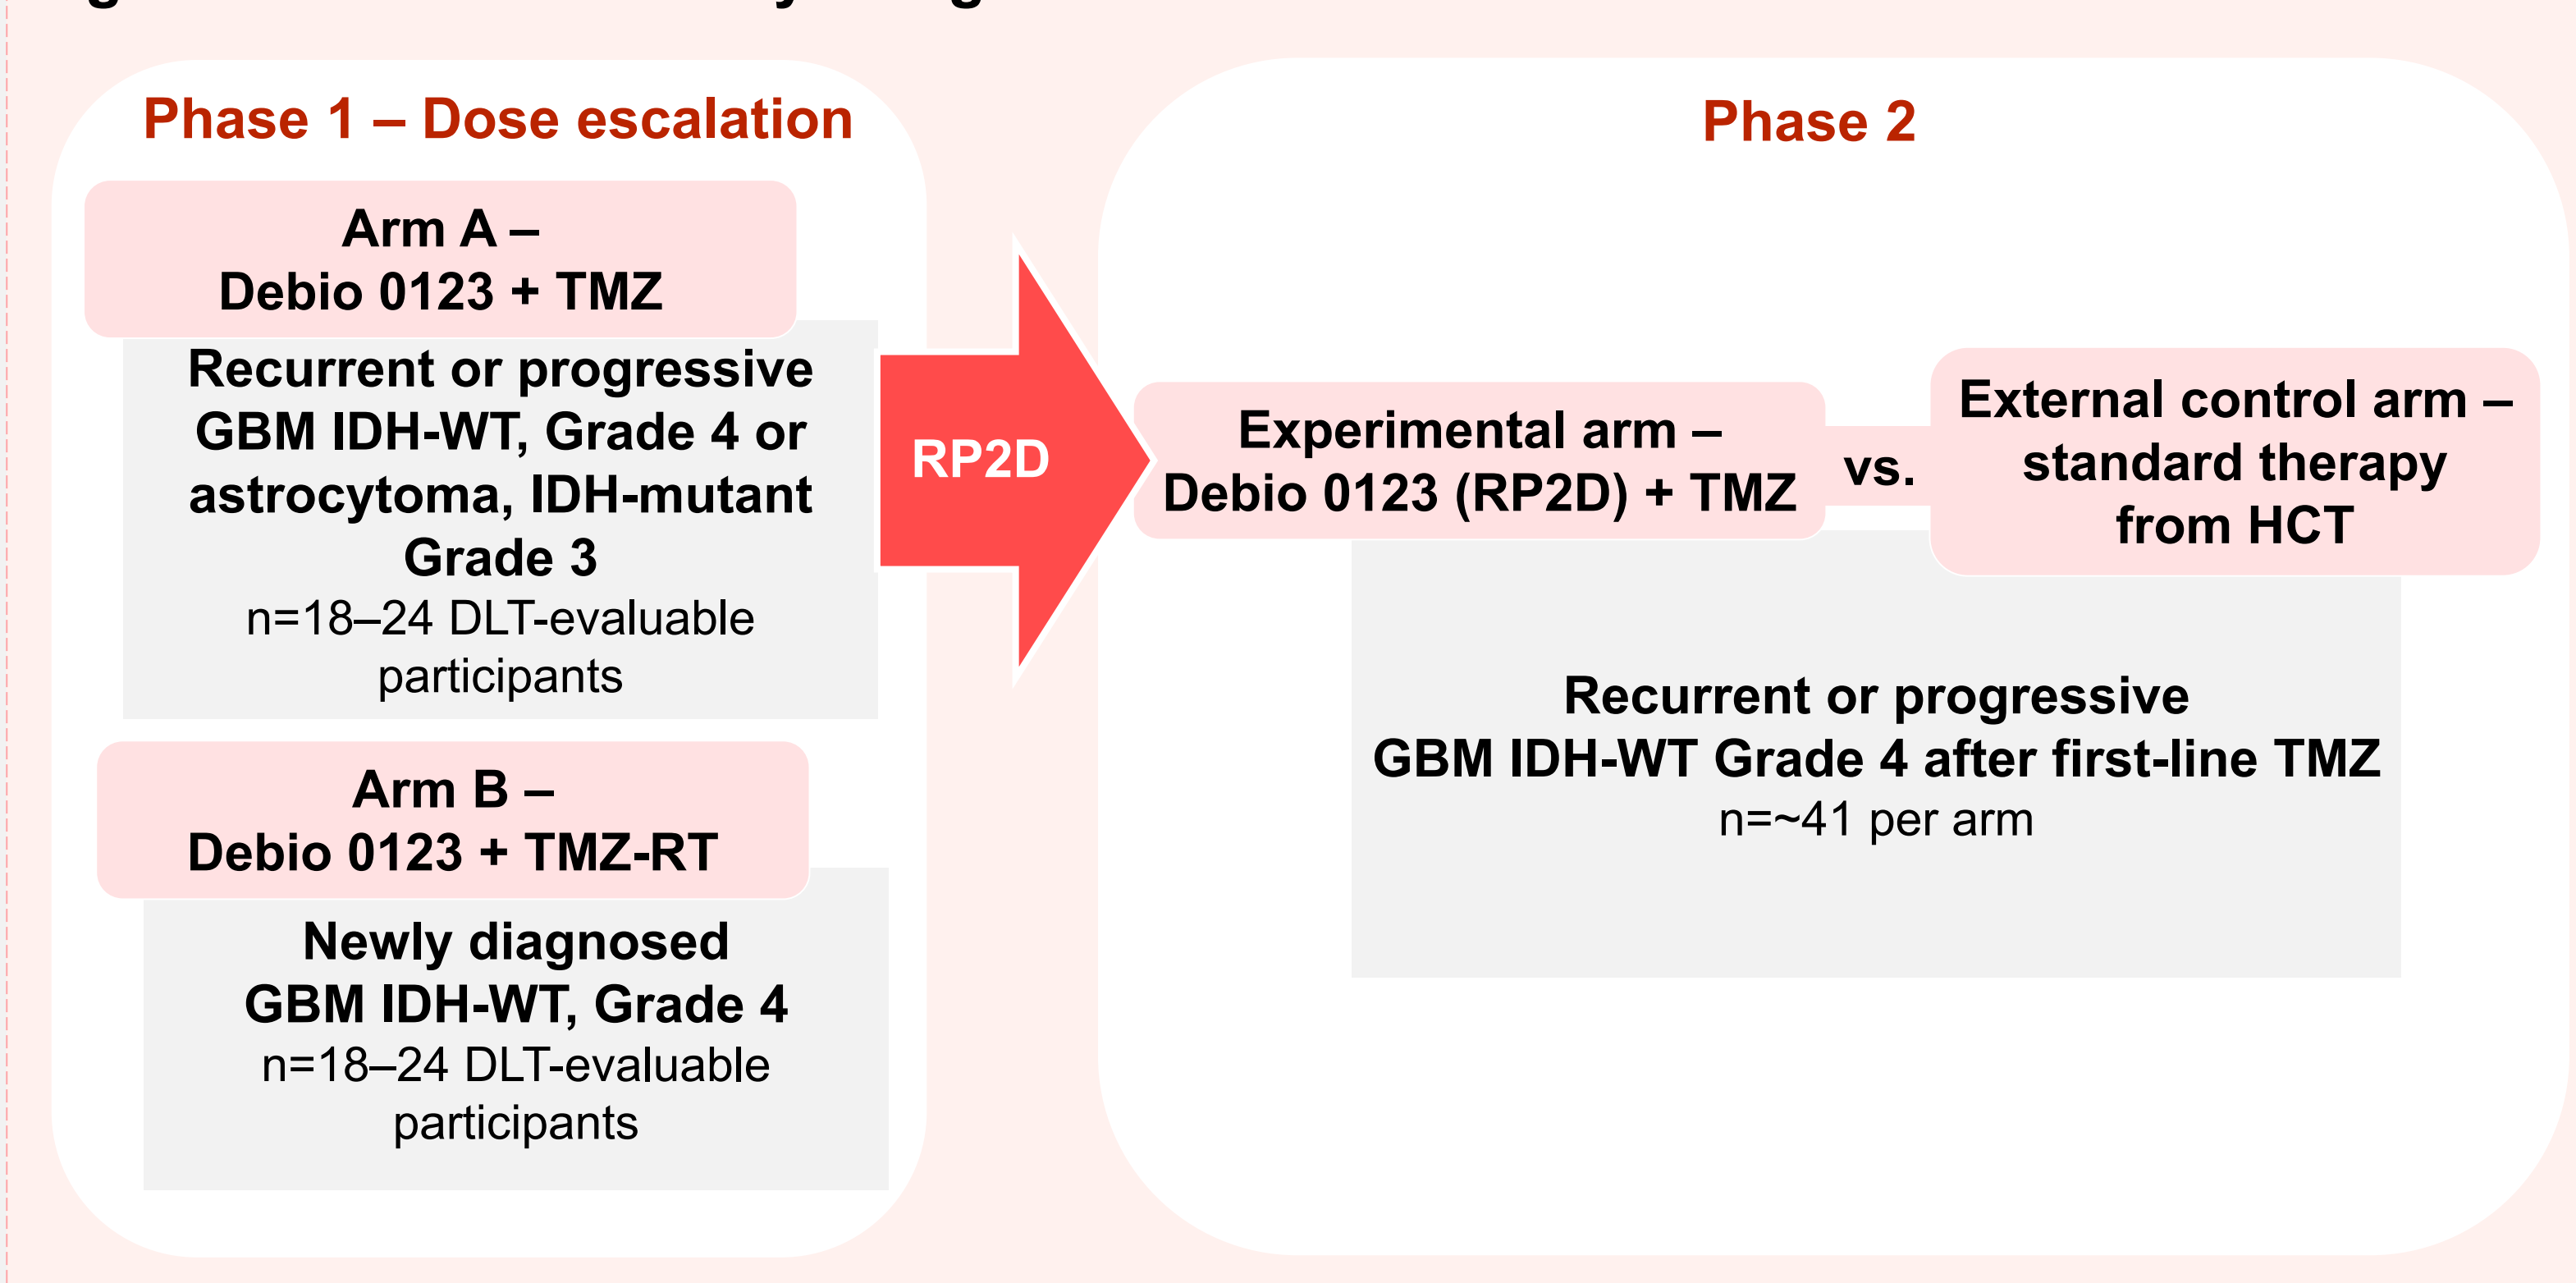 Phase 1 – Dose escalation
Arm A –
Debio 0123 + TMZ
Recurrent or progressive
GBM IDH-WT, Grade 4 or
astrocytoma, IDH-mutant
Grade 3
n=18–24 DLT-evaluable
participants
Arm B –
Debio 0123 + TMZ-RT
Newly diagnosed
GBM IDH-WT, Grade 4
n=18–24 DLT-evaluable
participants
RP2D
Phase 2
Experimental arm –
Debio 0123 (RP2D) + TMZ
vs.
External control arm –
standard therapy
from HCT
Recurrent or progressive
GBM IDH-WT Grade 4 after first-line TMZ
n=~41 per arm